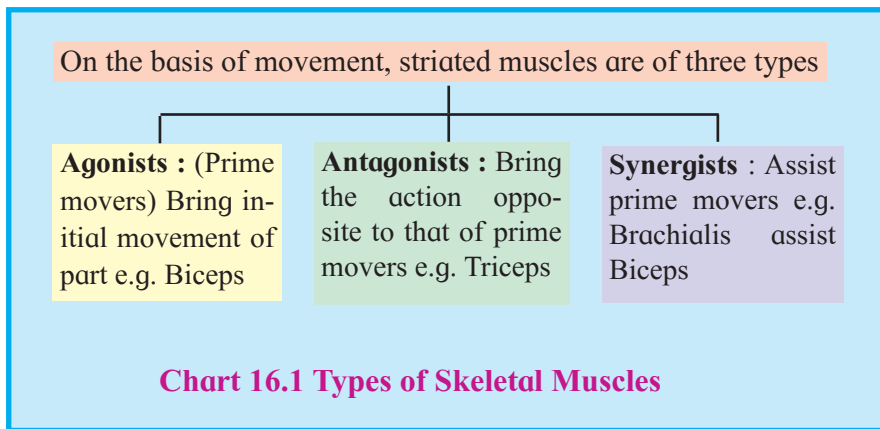 On the basis of movement, striated muscles are of three types
Agonists : (Prime
movers) Bring in-
itial movement of
part e.g. Biceps
Antagonists : Bring
the action oppo-
site to that of prime
movers e.g. Triceps
Synergists : Assist
prime movers e.g.
Brachialis assist
Biceps
Chart 16.1 Types of Skeletal Muscles